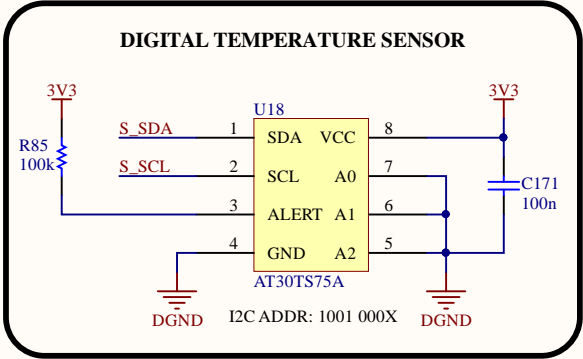 DIGITAL TEMPERATURE SENSOR
3V3
3V3
U18
S_SDA
1
SDA
VCC
8
R85
100k
S_SCL
2
SCL
A0
7
C171
100n
3
ALERT
A1
6
4
GND
A2
5
AT30TS75A
DGND
I2C ADDR: 1001 000X
DGND